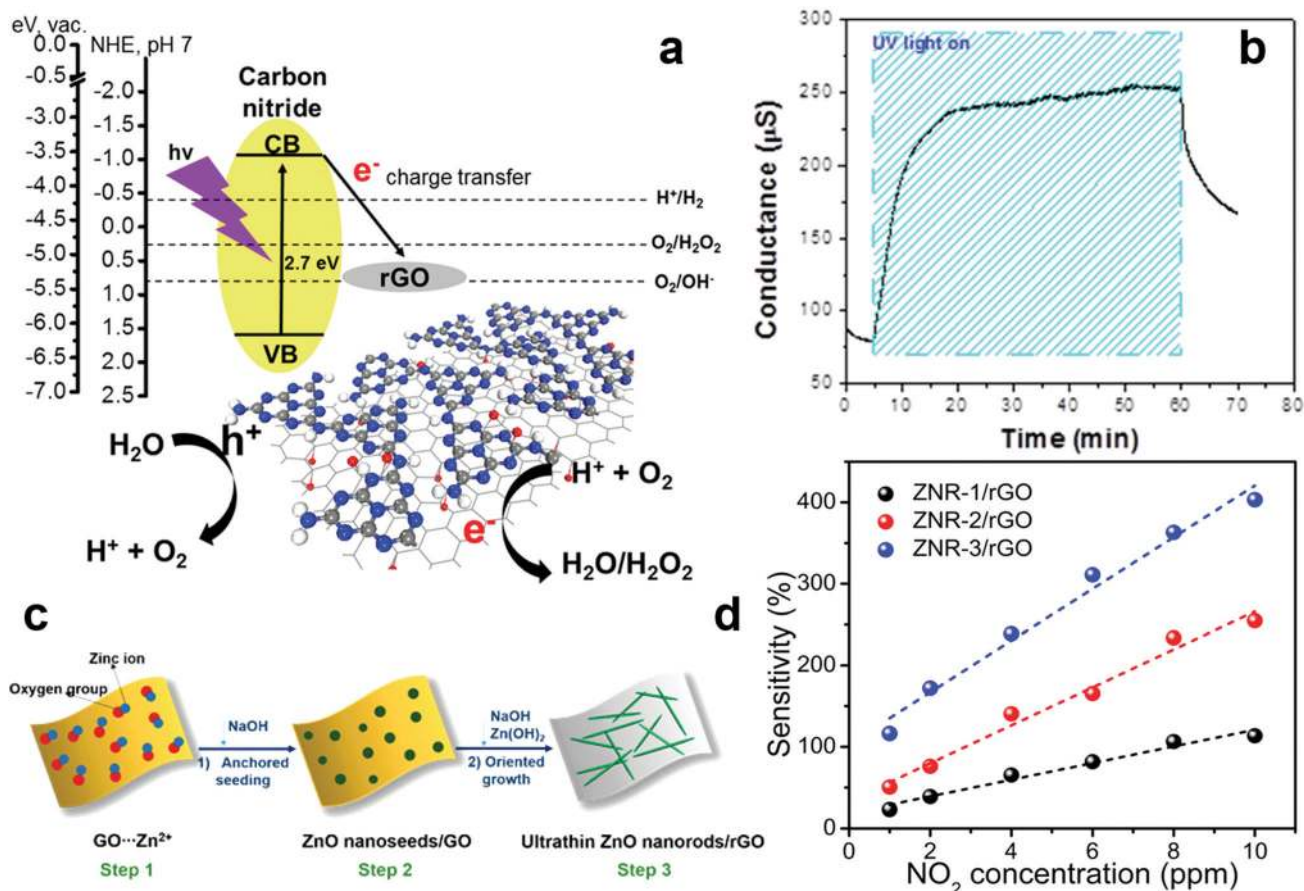 a
eV, vac.
NHE, pH 7
0.0
-0.5
-3.0
-3.5
-4.0
-4.5
-5.0
-5.5
-6.0
-6.5
-7.0
-2.0
-1.5
-1.0
-0.5
0.0
0.5
1.0
1.5
2.0
2.5
Carbon
nitride
CB
hν
e⁻ charge transfer
H⁺/H₂
O₂/H₂O₂
2.7 eV
rGO
O₂/OH⁻
VB
H₂O
h⁺
H⁺ + O₂
H⁺ + O₂
e⁻
H₂O/H₂O₂
b
UV light on
Conductance (µS)
300
250
200
150
100
50
0 10 20 30 40 50 60 70 80
Time (min)
c
Zinc ion
Oxygen group
NaOH
1) Anchored
seeding
NaOH
Zn(OH)₂
2) Oriented
growth
GO···Zn²⁺
ZnO nanoseeds/GO
Ultrathin ZnO nanorods/rGO
Step 1
Step 2
Step 3
d
ZNR-1/rGO
ZNR-2/rGO
ZNR-3/rGO
Sensitivity (%)
400
300
200
100
0
0 2 4 6 8 10
NO₂ concentration (ppm)